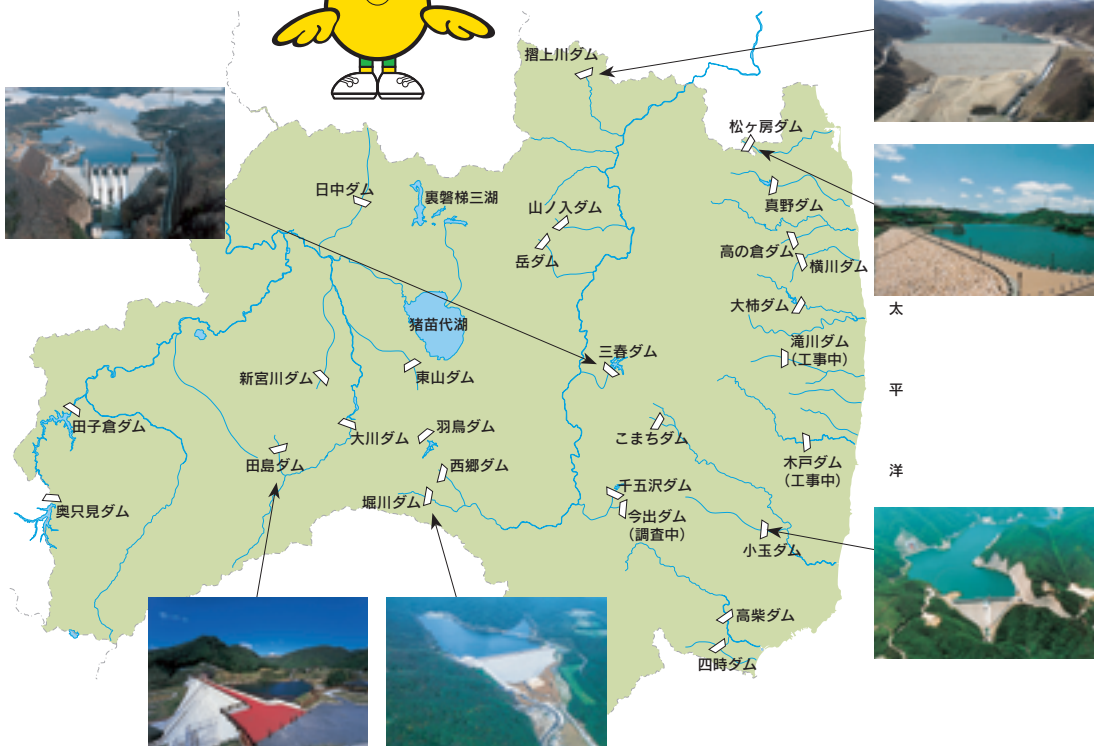 摺上川ダム
松ヶ房ダム
日中ダム
裏磐梯三湖
真野ダム
山ノ入ダム
高の倉ダム
岳ダム
横川ダム
大柿ダム
太
猪苗代湖
滝川ダム
(工事中)
三春ダム
新宮川ダム
東山ダム
平
田子倉ダム
羽鳥ダム
大川ダム
こまちダム
田島ダム
西郷ダム
木戸ダム
(工事中)
洋
千五沢ダム
堀川ダム
奥只見ダム
今出ダム
(調査中)
小玉ダム
高柴ダム
四時ダム